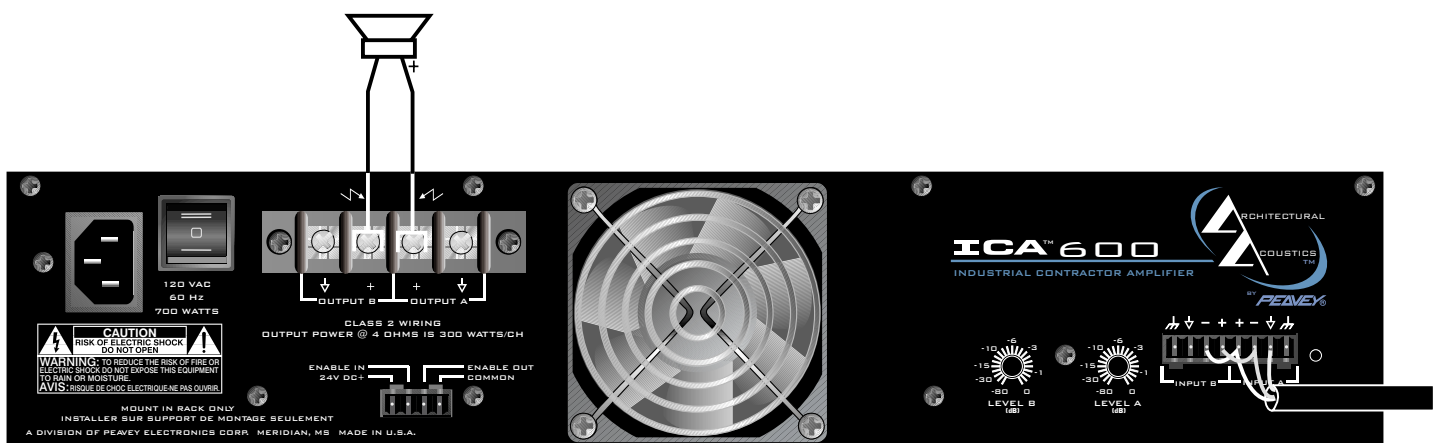 +
ARCHITECTURAL
ACOUSTICS
TM
BY PEAVEY®
ICA™ 600
INDUSTRIAL CONTRACTOR AMPLIFIER
120 VAC
60 Hz
700 WATTS
+ +
OUTPUT B OUTPUT A
CLASS 2 WIRING
OUTPUT POWER @ 4 OHMS IS 300 WATTS/CH
CAUTION
RISK OF ELECTRIC SHOCK
DO NOT OPEN
WARNING: TO REDUCE THE RISK OF FIRE OR
ELECTRIC SHOCK DO NOT EXPOSE THIS EQUIPMENT
TO RAIN OR MOISTURE.
AVIS: RISQUE DE CHOC ELECTRIQUE-NE PAS OUVRIR.
ENABLE IN
24V DC+
ENABLE OUT
COMMON
MOUNT IN RACK ONLY
INSTALLER SUR SUPPORT DE MONTAGE SEULEMENT
A DIVISION OF PEAVEY ELECTRONICS CORP. MERIDIAN, MS MADE IN U.S.A.
-6
-10 -3
-15
-30 -1
-80 0
LEVEL B
(dB)
-6
-10 -3
-15
-30 -1
-80 0
LEVEL A
(dB)
- + + -
INPUT B INPUT A